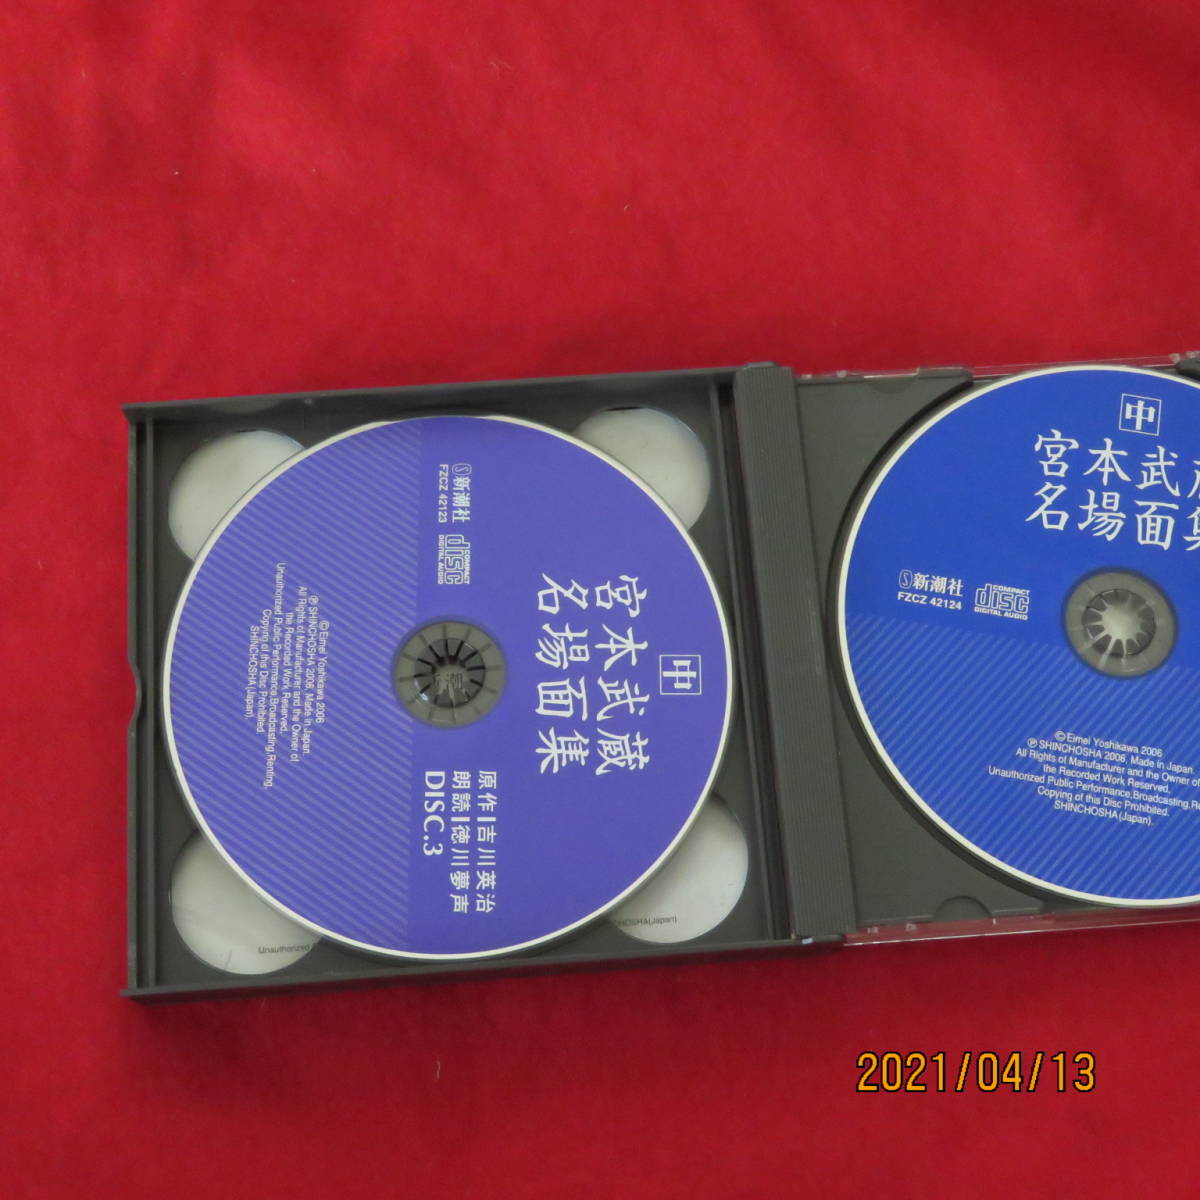 中
宮本武蔵
名場面集
原作 吉川英治
朗読 徳川夢声
DISC.3
新潮社
FZCZ 42123
COMPACT
disc
DIGITAL AUDIO
©Eimei Yoshikawa 2006
℗SHINCHOSHA 2006, Made in Japan.
All Rights of Manufacturer and the Owner of
the Recorded Work Reserved.
Unauthorized Public Performance,Broadcasting,Renting,
Copying of this Disc Prohibited.
SHINCHOSHA(Japan).
Unauthorized
CHOSHA(Japan)
中
宮本武
名場面
新潮社
FZCZ 42124
COMPACT
disc
DIGITAL AUDIO
©Eimei Yoshikawa 2006
℗SHINCHOSHA 2006, Made in Japan.
All Rights of Manufacturer and the Owner of
the Recorded Work Reserved.
Unauthorized Public Performance,Broadcasting,Re
Copying of this Disc Prohibited.
SHINCHOSHA(Japan).
2021/04/13